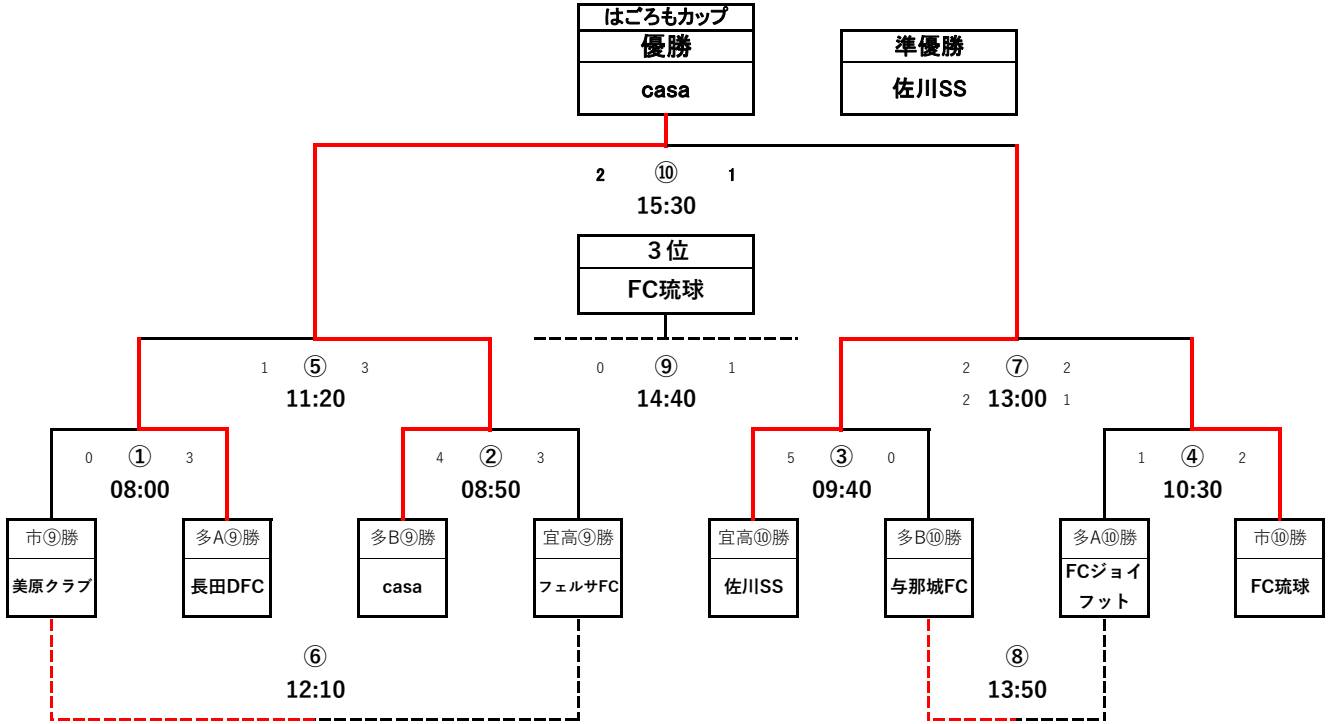 はごろもカップ
優勝
casa
準優勝
佐川SS
2 ⑩ 1
15:30
３位
FC琉球
1 ⑤ 3
11:20
0 ⑨ 1
14:40
2 ⑦ 2
2 13:00 1
0 ① 3
08:00
4 ② 3
08:50
5 ③ 0
09:40
1 ④ 2
10:30
市⑨勝
美原クラブ
多A⑨勝
長田DFC
多B⑨勝
casa
宜高⑨勝
フェルサFC
宜高⑩勝
佐川SS
多B⑩勝
与那城FC
多A⑩勝
FCジョイ
フット
市⑩勝
FC琉球
⑥
12:10
⑧
13:50